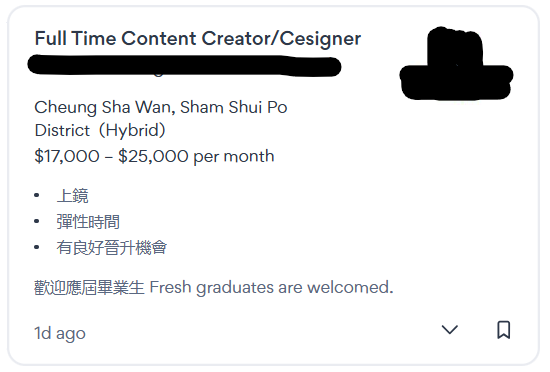 Full Time Content Creator/Cesigner
Cheung Sha Wan, Sham Shui Po
District（Hybrid）
$17,000 – $25,000 per month
• 上鏡
• 彈性時間
• 有良好晉升機會
歡迎應屆畢業生 Fresh graduates are welcomed.
1d ago